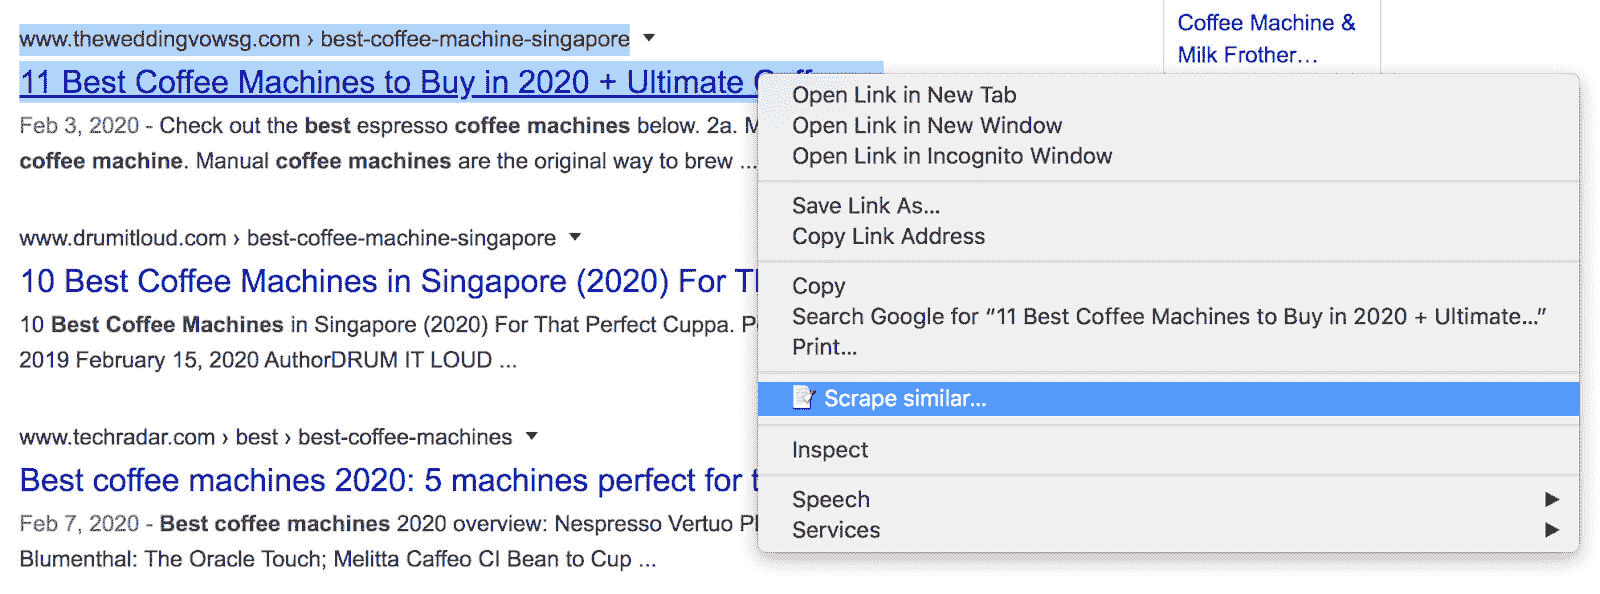 www.theweddingvowsg.com › best-coffee-machine-singapore
11 Best Coffee Machines to Buy in 2020 + Ultimate
Feb 3, 2020 - Check out the best espresso coffee machines below. 2a.
coffee machine. Manual coffee machines are the original way to brew ...
www.drumitloud.com › best-coffee-machine-singapore
10 Best Coffee Machines in Singapore (2020) For
10 Best Coffee Machines in Singapore (2020) For That Perfect Cuppa.
2019 February 15, 2020 AuthorDRUM IT LOUD ...
www.techradar.com › best › best-coffee-machines
Best coffee machines 2020: 5 machines perfect for
Feb 7, 2020 - Best coffee machines 2020 overview: Nespresso Vertuo
Blumenthal: The Oracle Touch; Melitta Caffeo CI Bean to Cup ...
Coffee Machine &
Milk Frother...
Open Link in New Tab
Open Link in New Window
Open Link in Incognito Window
Save Link As...
Copy Link Address
Copy
Search Google for “11 Best Coffee Machines to Buy in 2020 + Ultimate...”
Print...
Scrape similar...
Inspect
Speech
Services